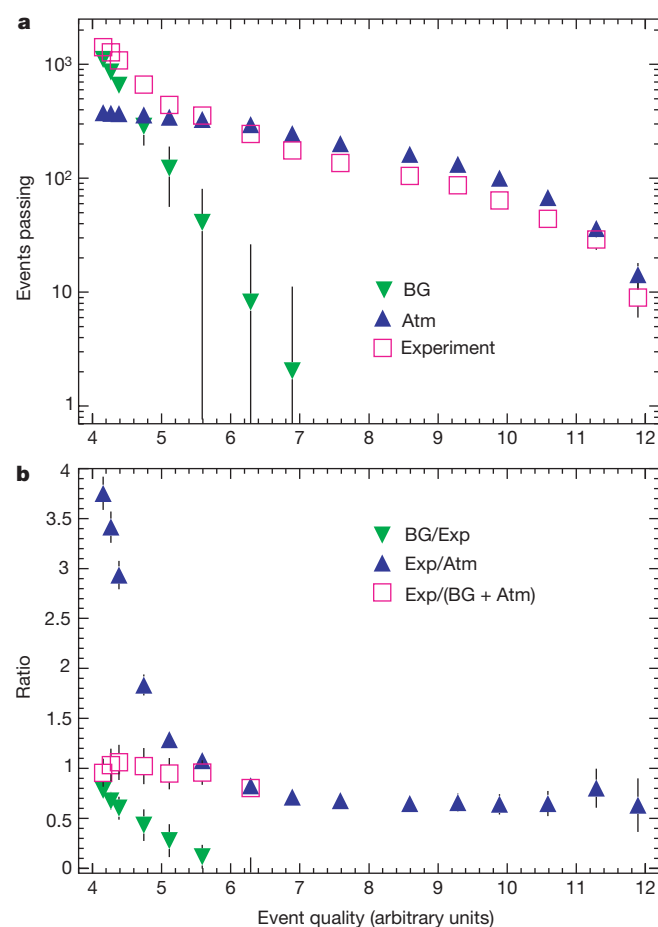 a
10³
10²
10
1
Events passing
BG
Atm
Experiment
4 5 6 7 8 9 10 11 12
b
4
3.5
3
2.5
2
1.5
1
0.5
0
Ratio
BG/Exp
Exp/Atm
Exp/(BG + Atm)
4 5 6 7 8 9 10 11 12
Event quality (arbitrary units)